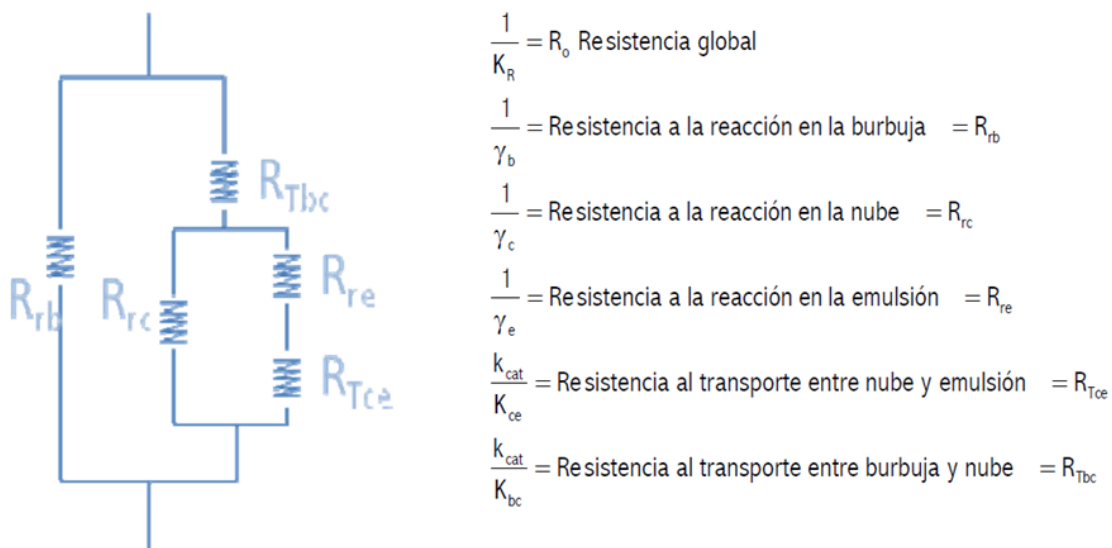 R_Tbc
R_re
R_rb
R_rc
R_Tce
1/K_R = R_o Resistencia global
1/γ_b = Resistencia a la reacción en la burbuja = R_rb
1/γ_c = Resistencia a la reacción en la nube = R_rc
1/γ_e = Resistencia a la reacción en la emulsión = R_re
k_cat/K_ce = Resistencia al transporte entre nube y emulsión = R_Tce
k_cat/K_bc = Resistencia al transporte entre burbuja y nube = R_Tbc